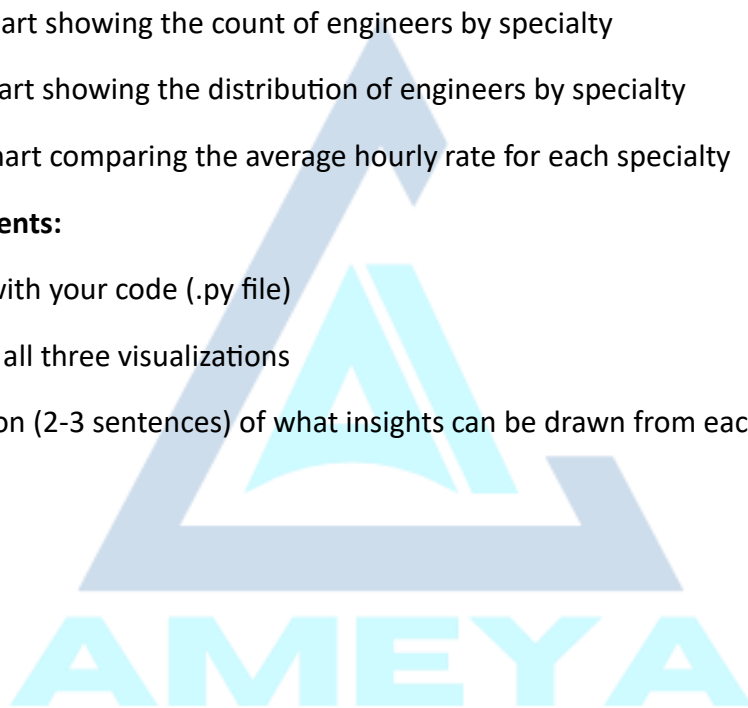 art showing the count of engineers by specialty
art showing the distribution of engineers by specialty
art comparing the average hourly rate for each specialty
ents:
with your code (.py file)
all three visualizations
on (2-3 sentences) of what insights can be drawn from eac
AMEYA